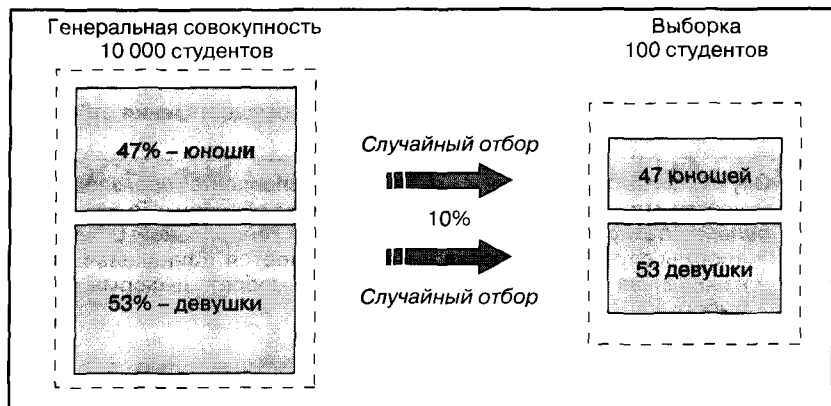 Генеральная совокупность
10 000 студентов
47% – юноши
53% – девушки
Случайный отбор
10%
Случайный отбор
Выборка
100 студентов
47 юношей
53 девушки